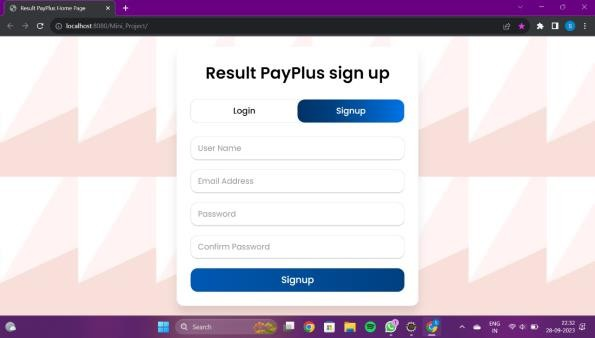 Result PayPlus Home Page
localhost:8080/Mini_Project/
Result PayPlus sign up
Login
Signup
User Name
Email Address
Password
Confirm Password
Signup
Search
ENG
IN
22:32
28-09-2023